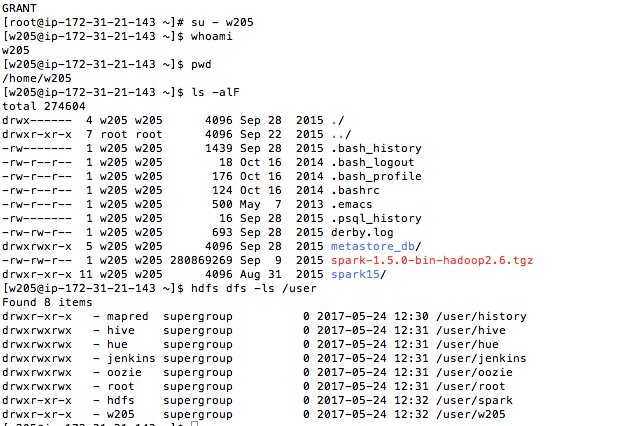 GRANT
[root@ip-172-31-21-143 ~]# su - w205
[w205@ip-172-31-21-143 ~]$ whoami
w205
[w205@ip-172-31-21-143 ~]$ pwd
/home/w205
[w205@ip-172-31-21-143 ~]$ ls -alF
total 274604
drwx------  4 w205 w205      4096 Sep 28  2015 ./
drwxr-xr-x  7 root root      4096 Sep 22  2015 ../
-rw-------  1 w205 w205      1439 Sep 28  2015 .bash_history
-rw-r--r--  1 w205 w205        18 Oct 16  2014 .bash_logout
-rw-r--r--  1 w205 w205       176 Oct 16  2014 .bash_profile
-rw-r--r--  1 w205 w205       124 Oct 16  2014 .bashrc
-rw-r--r--  1 w205 w205       500 May  7  2013 .emacs
-rw-------  1 w205 w205        16 Sep 28  2015 .psql_history
-rw-rw-r--  1 w205 w205       693 Sep 28  2015 derby.log
drwxrwxr-x  5 w205 w205      4096 Sep 28  2015 metastore_db/
-rw-rw-r--  1 w205 w205 280869269 Sep  9  2015 spark-1.5.0-bin-hadoop2.6.tgz
drwxrwxr-x 11 w205 w205      4096 Aug 31  2015 spark15/
[w205@ip-172-31-21-143 ~]$ hdfs dfs -ls /user
Found 8 items
drwxr-xr-x   - mapred  supergroup          0 2017-05-24 12:30 /user/history
drwxrwxrwx   - hive    supergroup          0 2017-05-24 12:31 /user/hive
drwxrwxrwx   - hue     supergroup          0 2017-05-24 12:31 /user/hue
drwxrwxrwx   - jenkins supergroup          0 2017-05-24 12:31 /user/jenkins
drwxrwxrwx   - oozie   supergroup          0 2017-05-24 12:31 /user/oozie
drwxrwxrwx   - root    supergroup          0 2017-05-24 12:31 /user/root
drwxr-xr-x   - hdfs    supergroup          0 2017-05-24 12:32 /user/spark
drwxr-xr-x   - w205    supergroup          0 2017-05-24 12:32 /user/w205
[w205@ip-172-31-21-143 ~]$